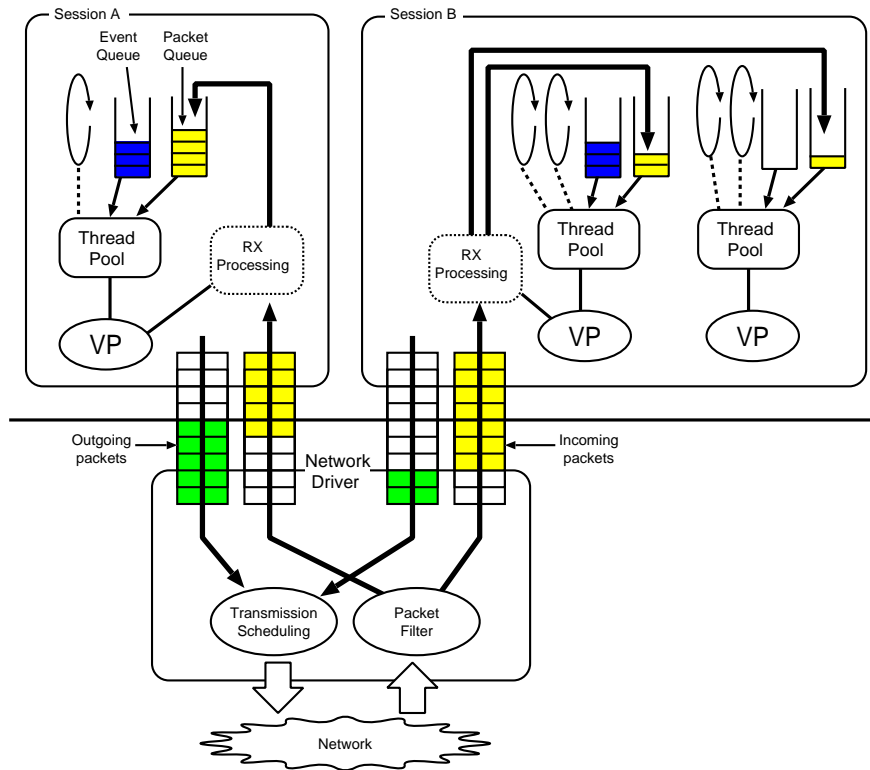 Session A
Session B
Event
Queue
Packet
Queue
Thread
Pool
RX
Processing
VP
RX
Processing
Thread
Pool
Thread
Pool
VP
VP
Outgoing
packets
Incoming
packets
Network
Driver
Transmission
Scheduling
Packet
Filter
Network